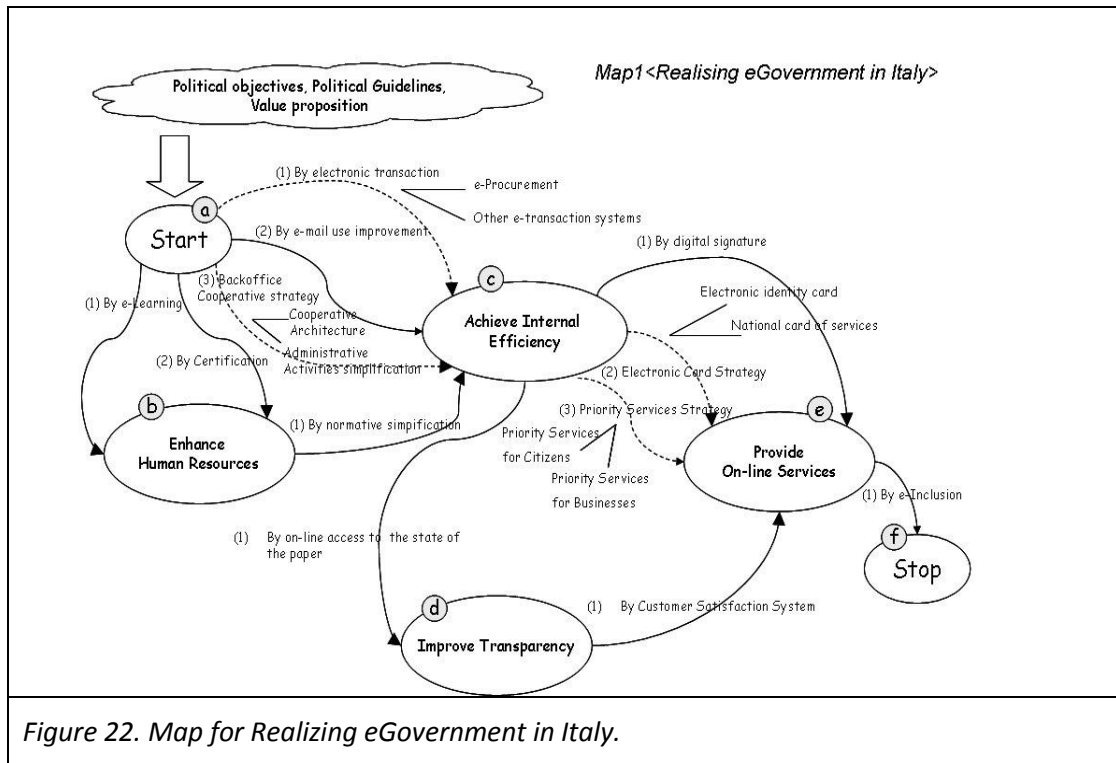 Map1<Realising eGovernment in Italy>
Political objectives, Political Guidelines,
Value proposition
(1) By electronic transaction
e-Procurement
Other e-transaction systems
a
Start
(2) By e-mail use improvement
(1) By digital signature
(3) Backoffice
Cooperative strategy
(1) By e-Learning
c
Achieve Internal
Efficiency
Electronic identity card
National card of services
Cooperative
Architecture
Administrative
Activities simplification
(2) By Certification
(2) Electronic Card Strategy
b
Enhance
Human Resources
(1) By normative simpification
(3) Priority Services Strategy
Priority Services
for Citizens
Priority Services
for Businesses
e
Provide
On-line Services
(1) By e-Inclusion
f
Stop
(1) By on-line access to the state of
the paper
d
Improve Transparency
(1) By Customer Satisfaction System
Figure 22. Map for Realizing eGovernment in Italy.